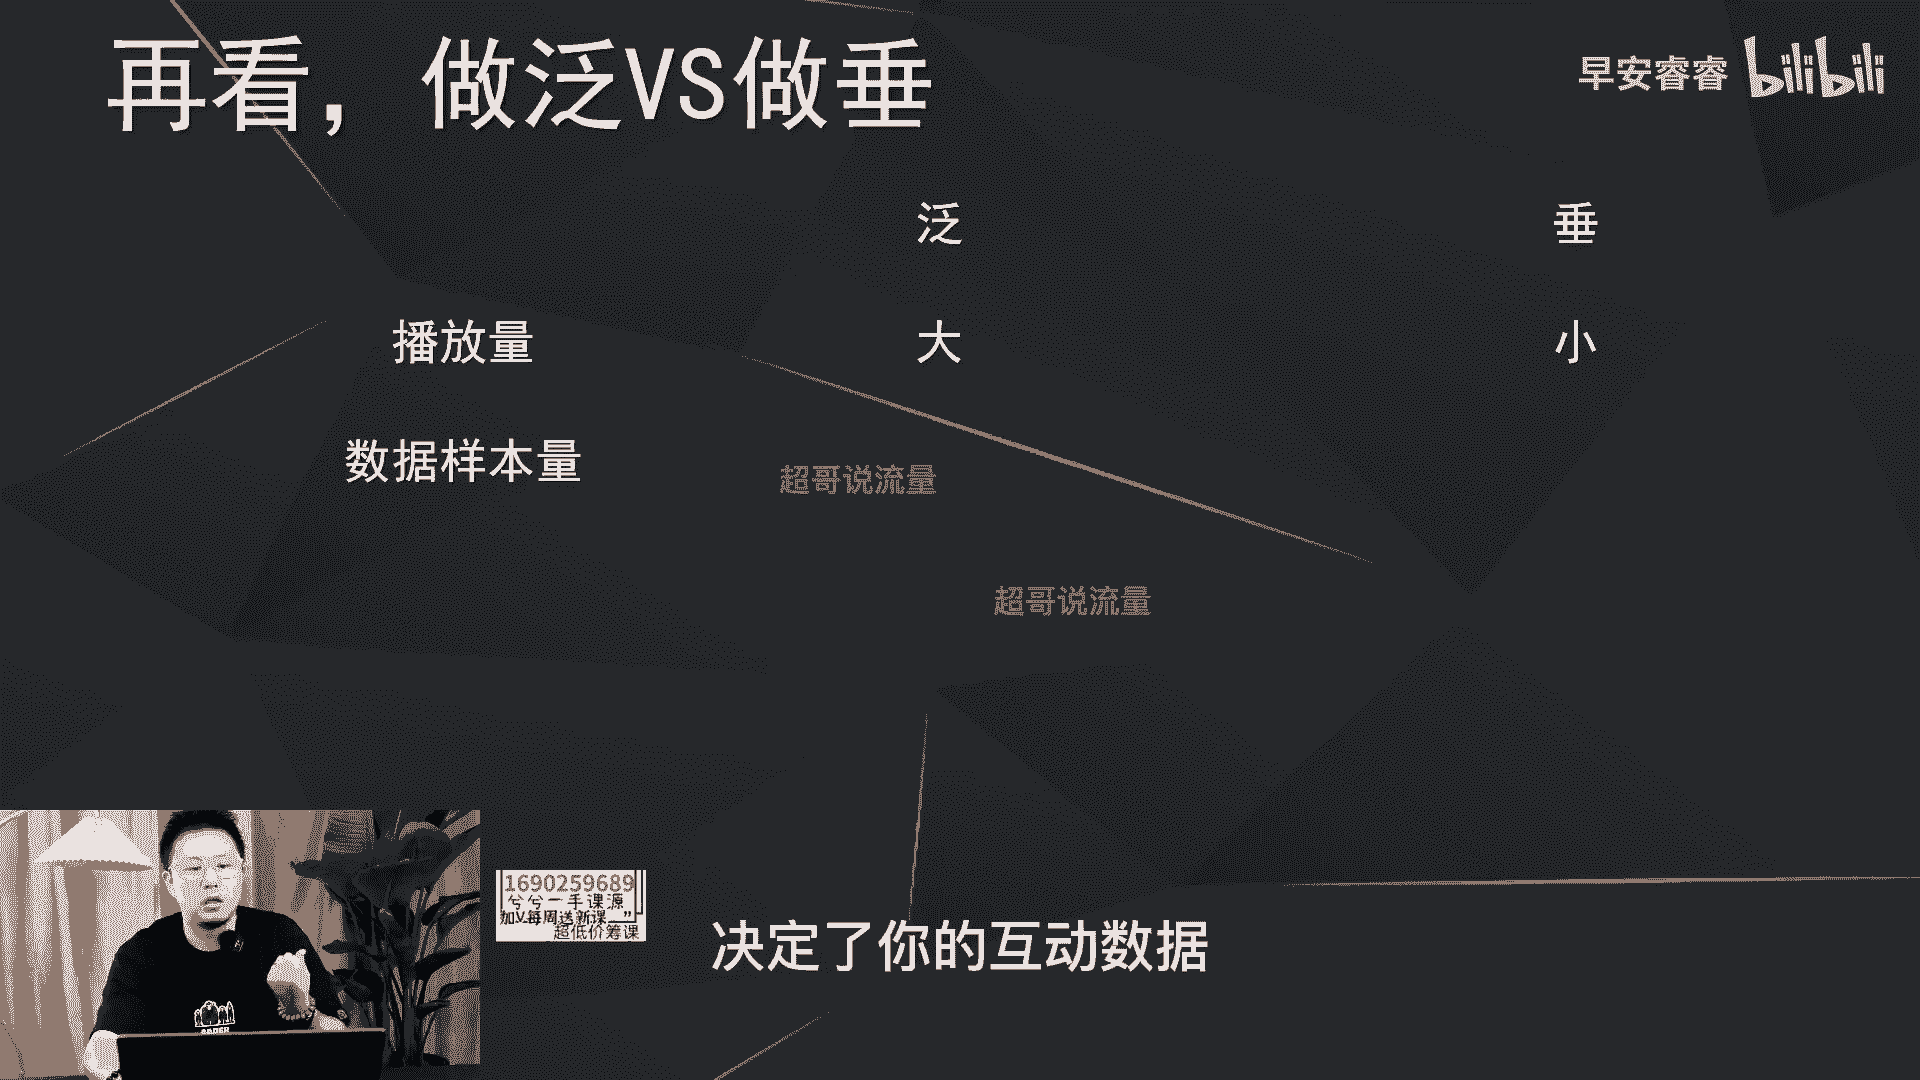 再看，做泛VS做垂
早安睿睿 bilibili
泛 垂
播放量 大 小
数据样本量
超哥说流量
超哥说流量
1690259689
兮兮一手课源
加V每周送新课
超低价筹课
决定了你的互动数据